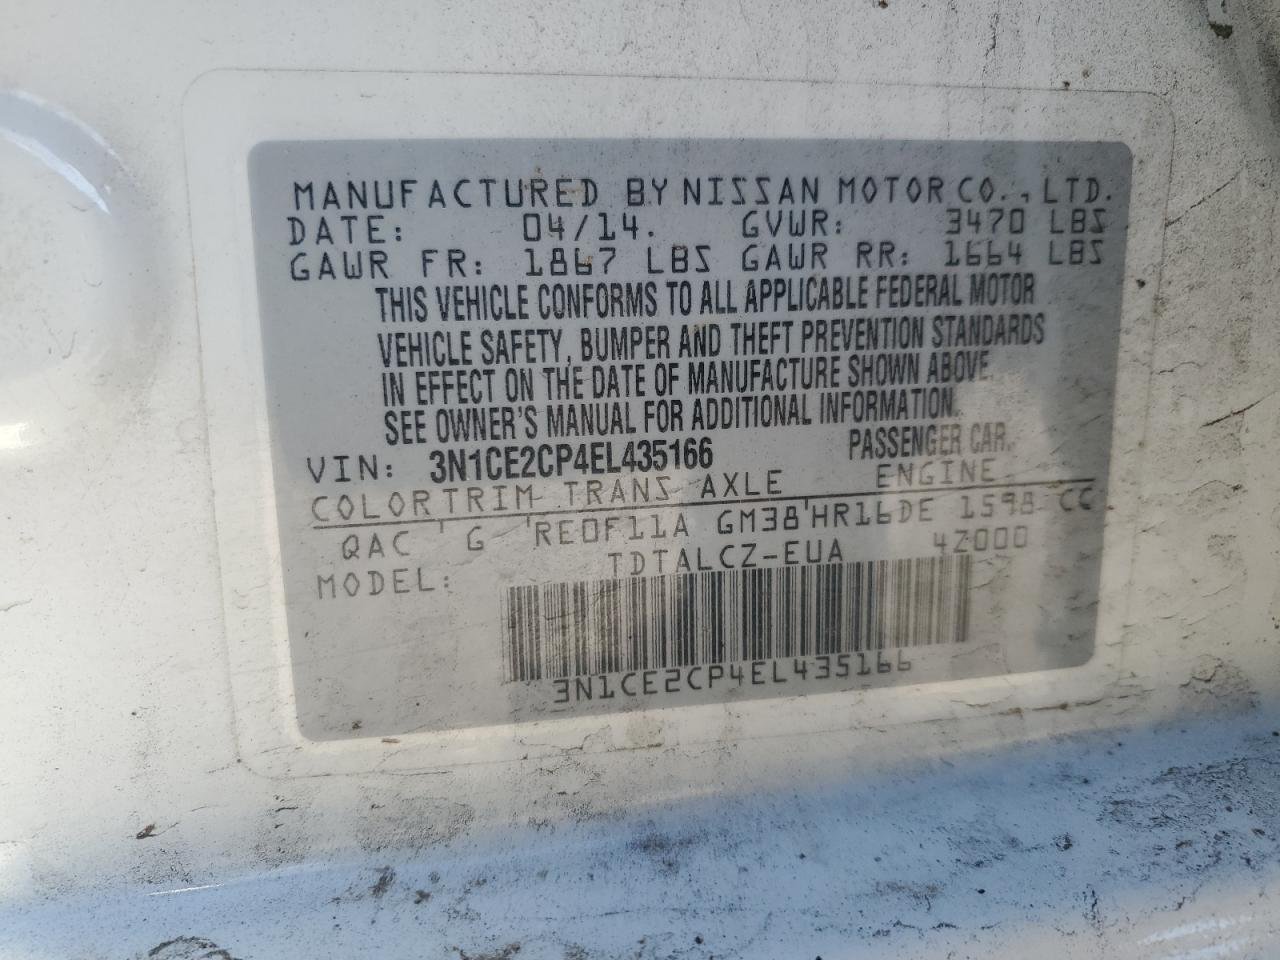 MANUFACTURED BY NISSAN MOTOR CO., LTD.
DATE: 04/14. GVWR: 3470 LBS
GAWR FR: 1867 LBS GAWR RR: 1664 LBS
THIS VEHICLE CONFORMS TO ALL APPLICABLE FEDERAL MOTOR
VEHICLE SAFETY, BUMPER AND THEFT PREVENTION STANDARDS
IN EFFECT ON THE DATE OF MANUFACTURE SHOWN ABOVE.
SEE OWNER'S MANUAL FOR ADDITIONAL INFORMATION.
VIN: 3N1CE2CP4EL435166 PASSENGER CAR.
COLOR TRIM TRANS AXLE ENGINE
QAC G RE0F11A GM38 HR16DE 1598 CC
MODEL: TDTALCZ-EUA 4Z000
3N1CE2CP4EL435166